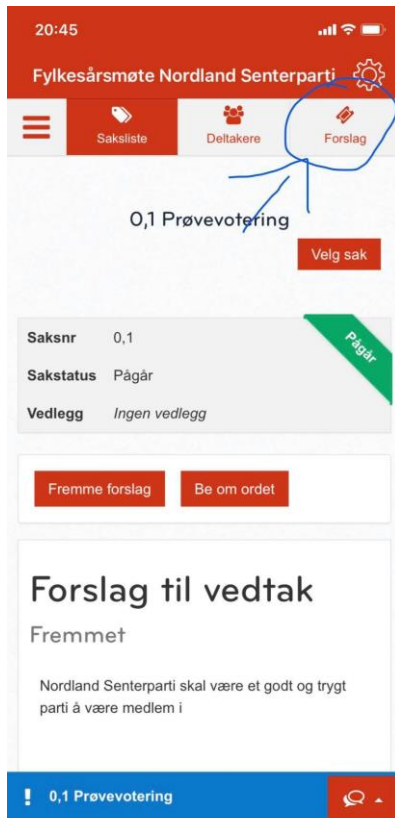 20:45
Fylkesårsmøte Nordland Senterparti
Saksliste
Deltakere
Forslag
0,1 Prøvevotering
Velg sak
Pågår
Saksnr 0,1
Sakstatus Pågår
Vedlegg Ingen vedlegg
Fremme forslag
Be om ordet
Forslag til vedtak
Fremmet
Nordland Senterparti skal være et godt og trygt
parti å være medlem i
! 0,1 Prøvevotering